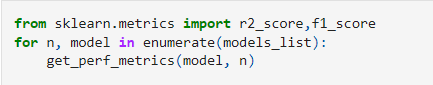 from sklearn.metrics import r2_score,f1_score
for n, model in enumerate(models_list):
    get_perf_metrics(model, n)